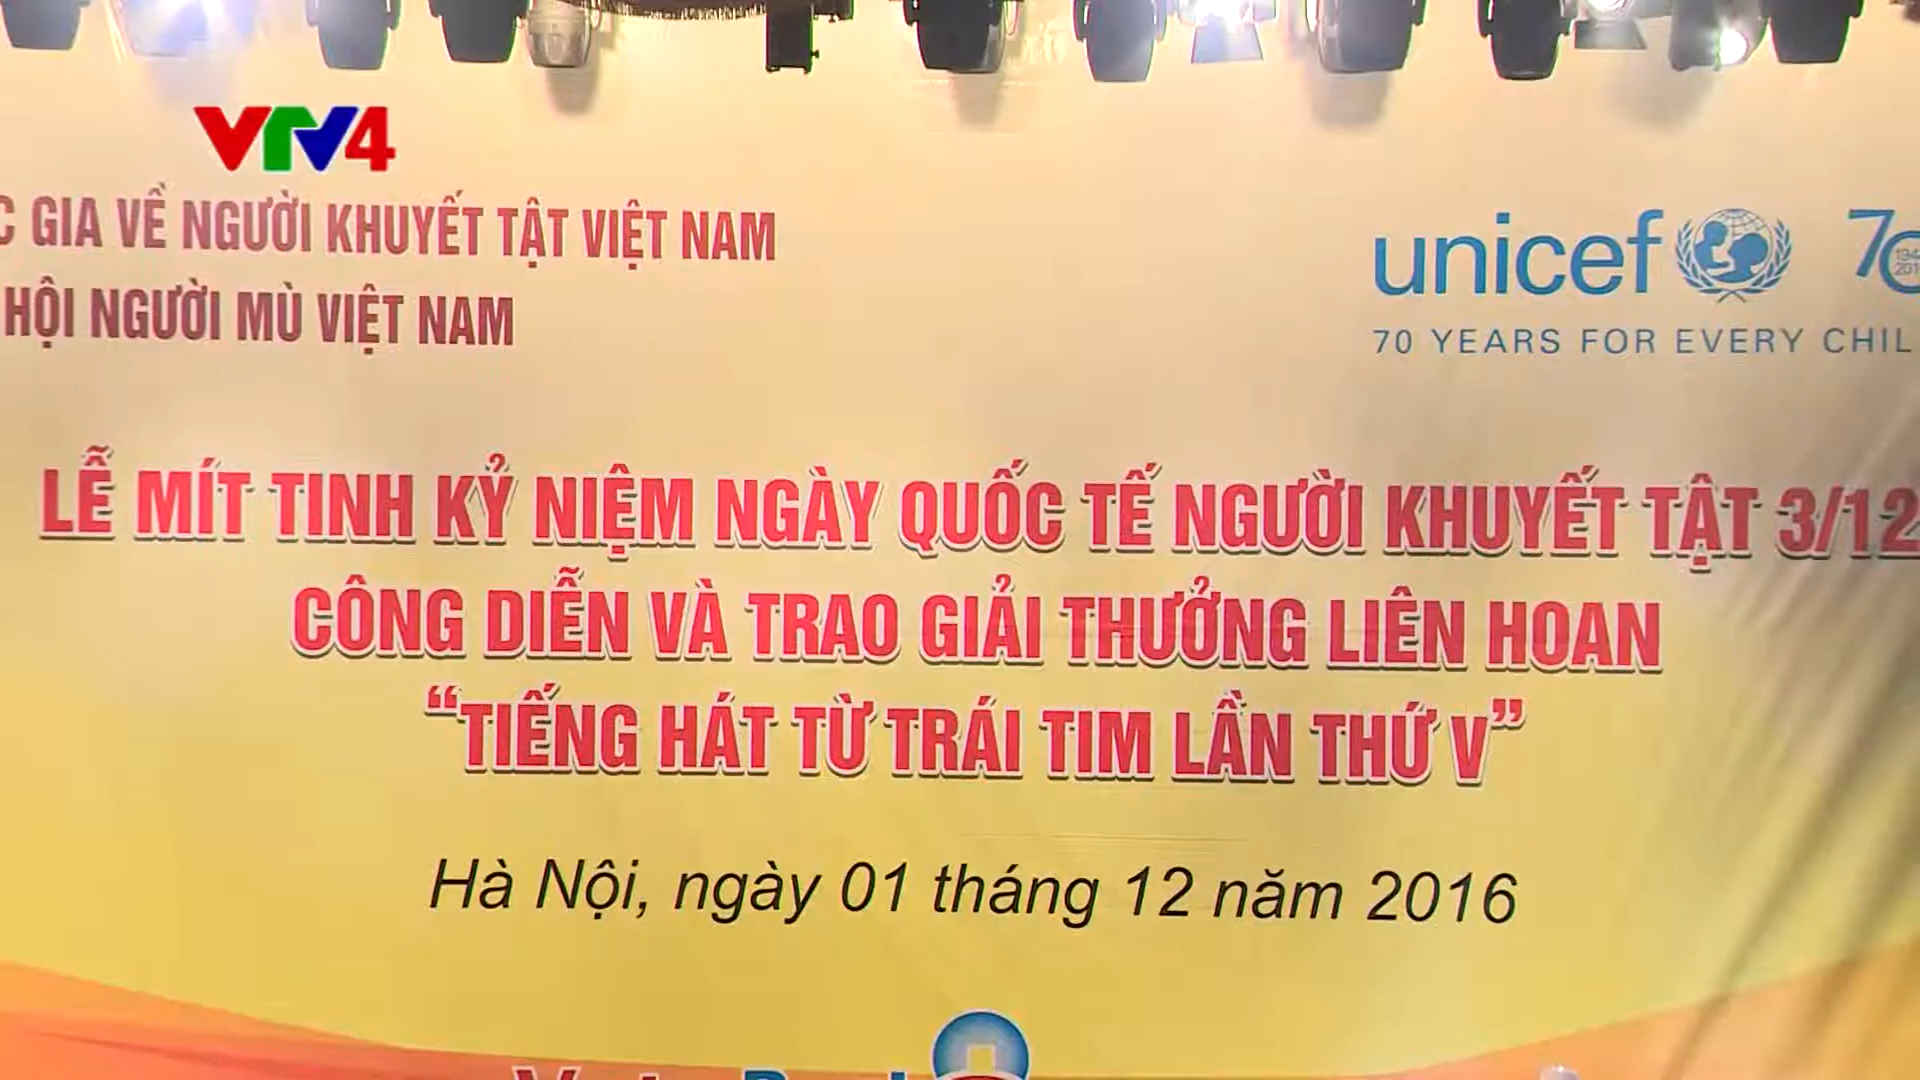 VTV4
GIA VỀ NGƯỜI KHUYẾT TẬT VIỆT NAM
HỘI NGƯỜI MÙ VIỆT NAM
unicef
70 YEARS FOR EVERY
LỄ MÍT TINH KỶ NIỆM NGÀY QUỐC TẾ NGƯỜI KHUYẾT TẬT 3/12
CÔNG DIỄN VÀ TRAO GIẢI THƯỞNG LIÊN HOAN
“TIẾNG HÁT TỪ TRÁI TIM LẦN THỨ V”
Hà Nội, ngày 01 tháng 12 năm 2016